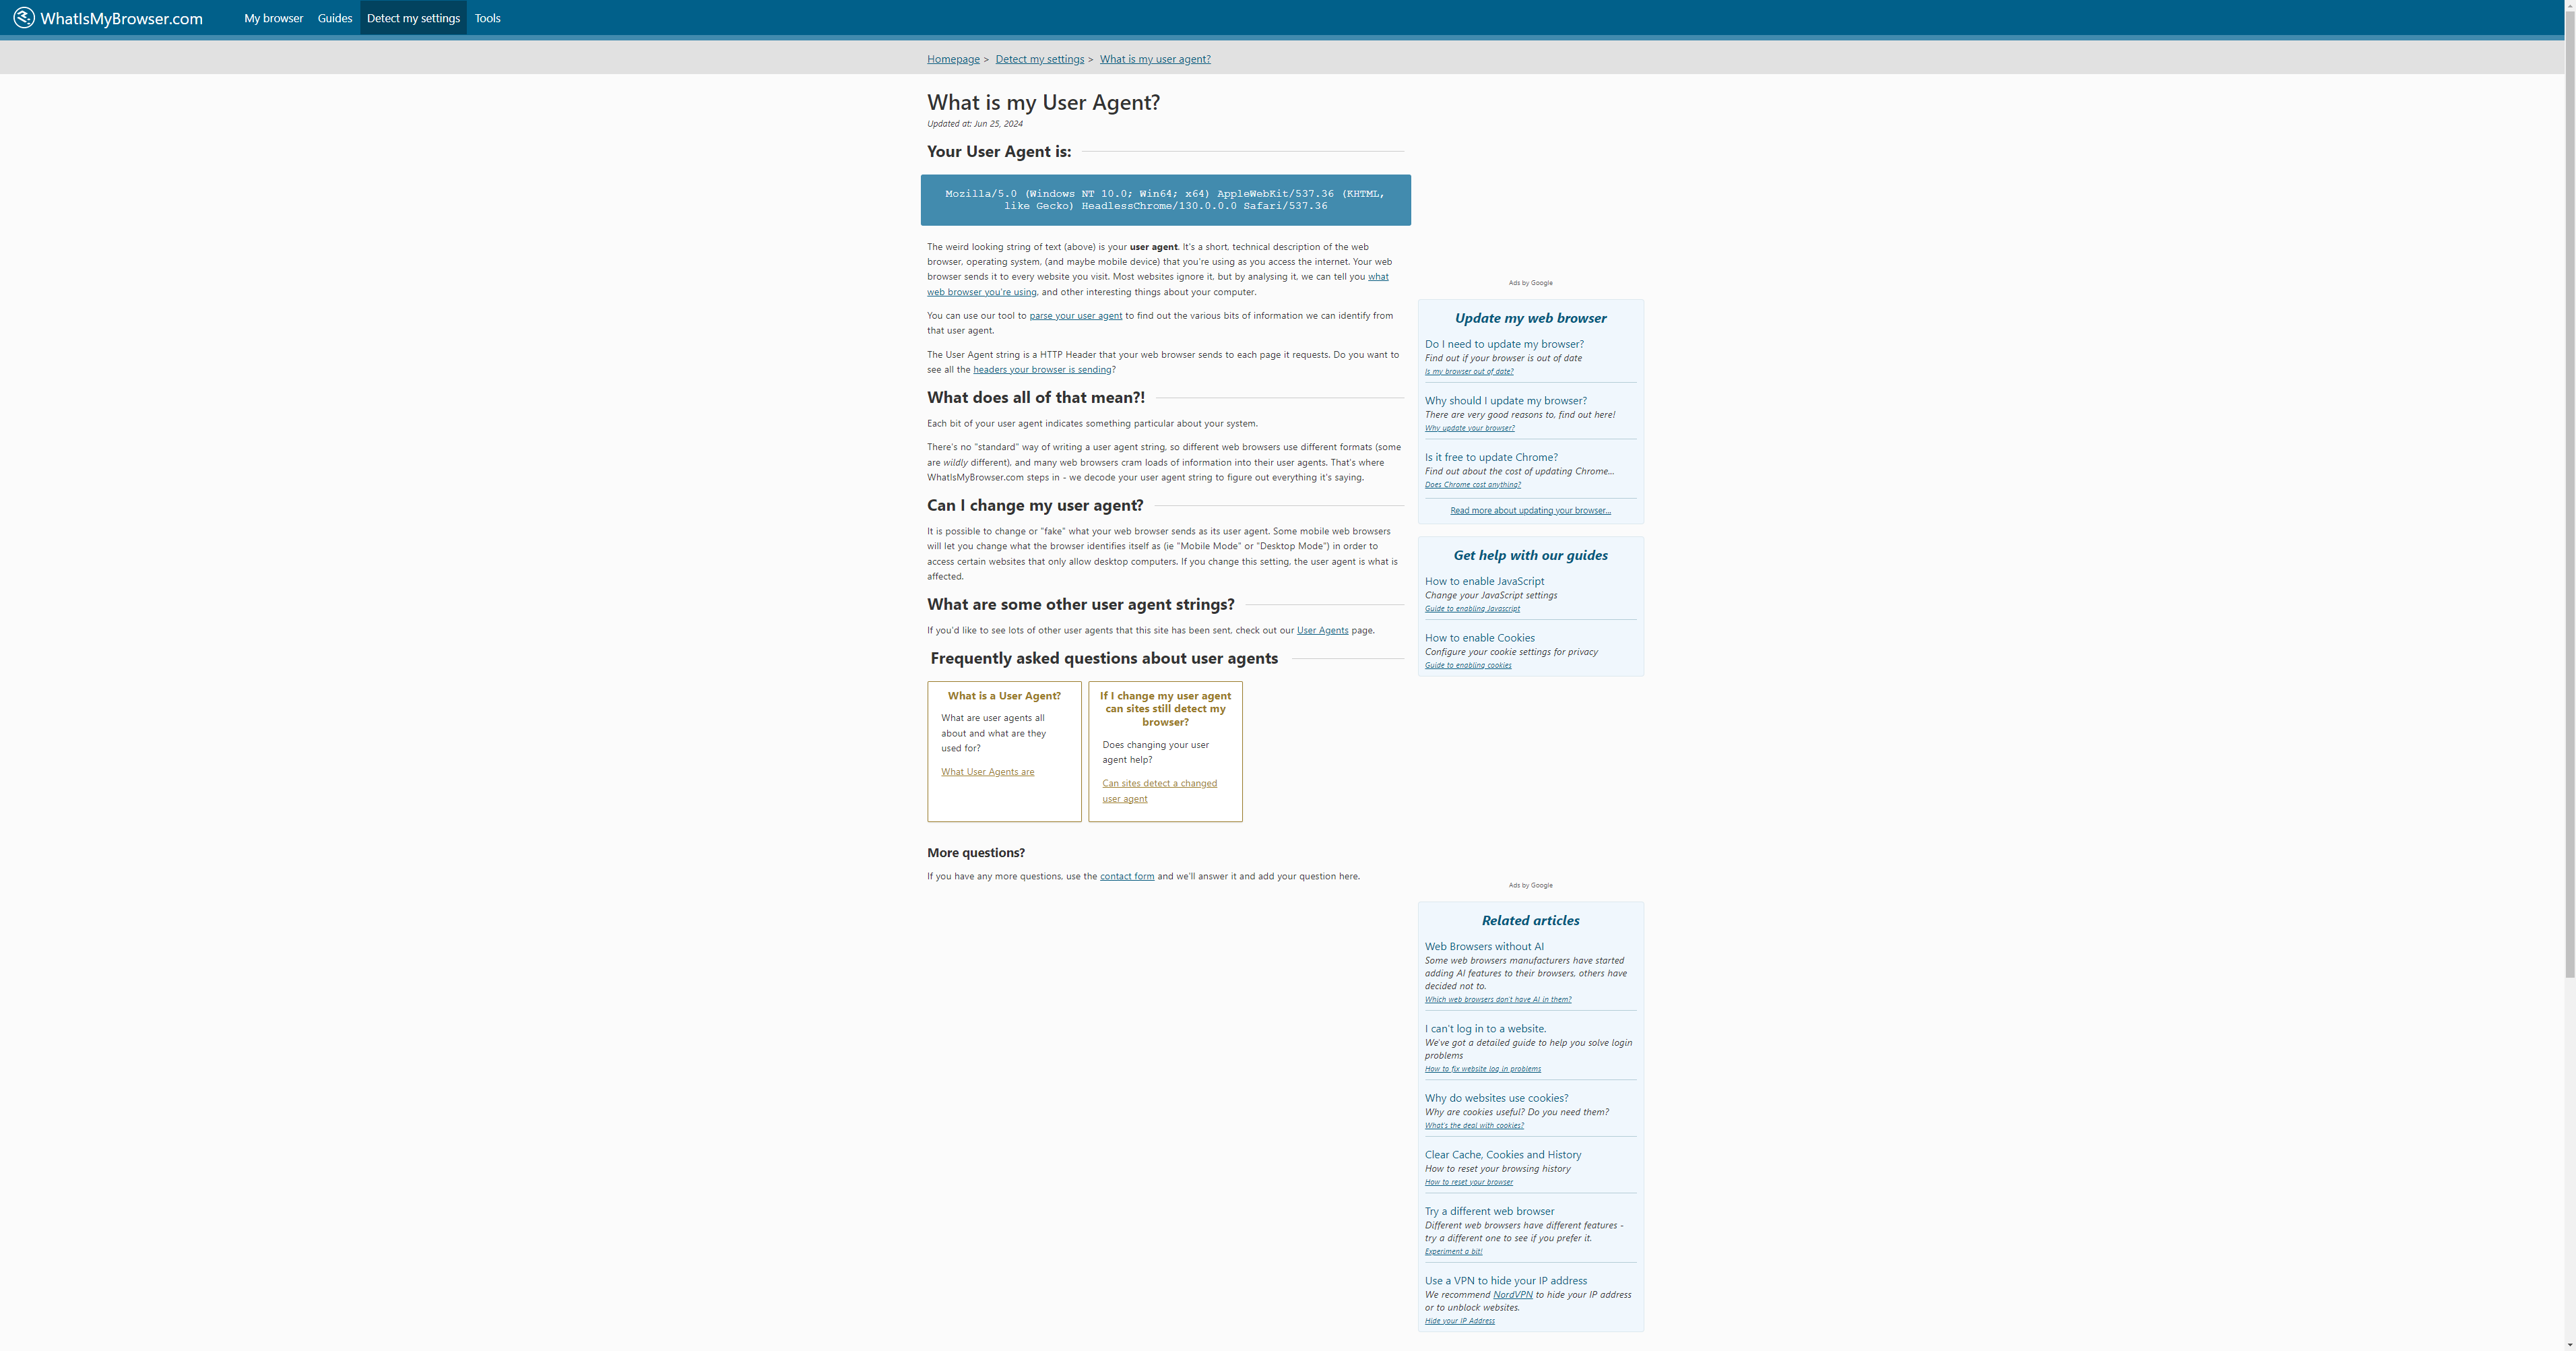 WhatIsMyBrowser.com
My browser
Guides
Detect my settings
Tools
Homepage >
Detect my settings >
What is my user agent?
What is my User Agent?
Updated at: Jun 25, 2024
Your User Agent is:
Mozilla/5.0 (Windows NT 10.0; Win64; x64) AppleWebKit/537.36 (KHTML,
like Gecko) HeadlessChrome/130.0.0.0 Safari/537.36
The weird looking string of text (above) is your user agent. It's a short, technical description of the web
browser, operating system, (and maybe mobile device) that you're using as you access the internet. Your web
browser sends it to every website you visit. Most websites ignore it, but by analysing it, we can tell you what
web browser you're using, and other interesting things about your computer.
You can use our tool to parse your user agent to find out the various bits of information we can identify from
that user agent.
The User Agent string is a HTTP Header that your web browser sends to each page it requests. Do you want to
see all the headers your browser is sending?
What does all of that mean?!
Each bit of your user agent indicates something particular about your system.
There's no "standard" way of writing a user agent string, so different web browsers use different formats (some
are wildly different), and many web browsers cram loads of information into their user agents. That's where
WhatIsMyBrowser.com steps in - we decode your user agent string to figure out everything it's saying.
Can I change my user agent?
It is possible to change or "fake" what your web browser sends as its user agent. Some mobile web browsers
will let you change what the browser identifies itself as (ie "Mobile Mode" or "Desktop Mode") in order to
access certain websites that only allow desktop computers. If you change this setting, the user agent is what is
affected.
What are some other user agent strings?
If you'd like to see lots of other user agents that this site has been sent, check out our User Agents page.
Frequently asked questions about user agents
What is a User Agent?
What are user agents all
about and what are they
used for?
What User Agents are
If I change my user agent
can sites still detect my
browser?
Does changing your user
agent help?
Can sites detect a changed
user agent
More questions?
If you have any more questions, use the contact form and we'll answer it and add your question here.
Ads by Google
Update my web browser
Do I need to update my browser?
Find out if your browser is out of date
Is my browser out of date?
Why should I update my browser?
There are very good reasons to, find out here!
Why update your browser?
Is it free to update Chrome?
Find out about the cost of updating Chrome...
Does Chrome cost anything?
Read more about updating your browser...
Get help with our guides
How to enable JavaScript
Change your JavaScript settings
Guide to enabling Javascript
How to enable Cookies
Configure your cookie settings for privacy
Guide to enabling cookies
Ads by Google
Related articles
Web Browsers without AI
Some web browsers manufacturers have started
adding AI features to their browsers, others have
decided not to.
Which web browsers don't have AI in them?
I can't log in to a website.
We've got a detailed guide to help you solve login
problems
How to fix website log in problems
Why do websites use cookies?
Why are cookies useful? Do you need them?
What's the deal with cookies?
Clear Cache, Cookies and History
How to reset your browsing history
How to reset your browser
Try a different web browser
Different web browsers have different features -
try a different one to see if you prefer it.
Experiment a bit!
Use a VPN to hide your IP address
We recommend NordVPN to hide your IP address
or to unblock websites.
Hide your IP Address